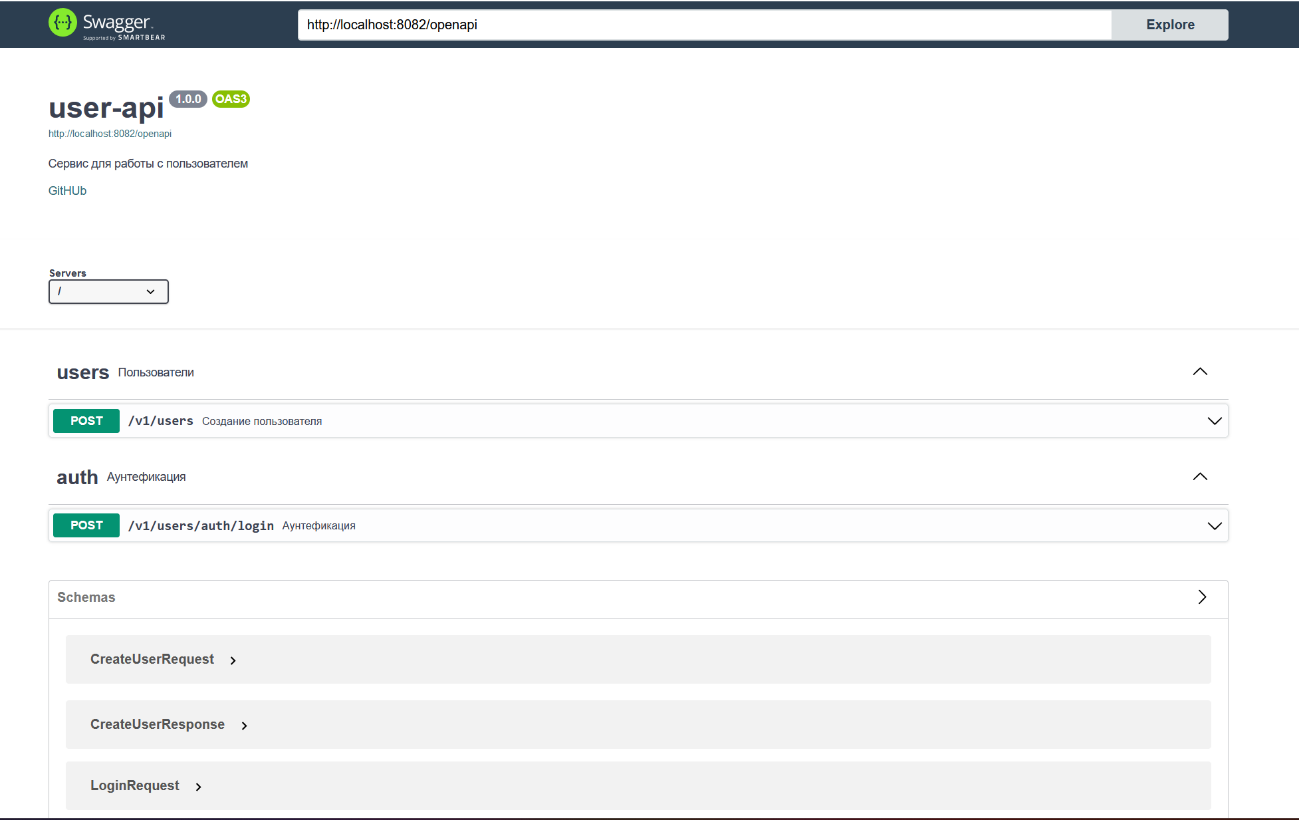 Swagger.
Supported by SMARTBEAR
http://localhost:8082/openapi
Explore
user-api 1.0.0 OAS3
http://localhost:8082/openapi
Сервис для работы с пользователем
GitHUb
Servers
/
users Пользователи
POST /v1/users Создание пользователя
auth Аунтефикация
POST /v1/users/auth/login Аунтефикация
Schemas
CreateUserRequest
CreateUserResponse
LoginRequest